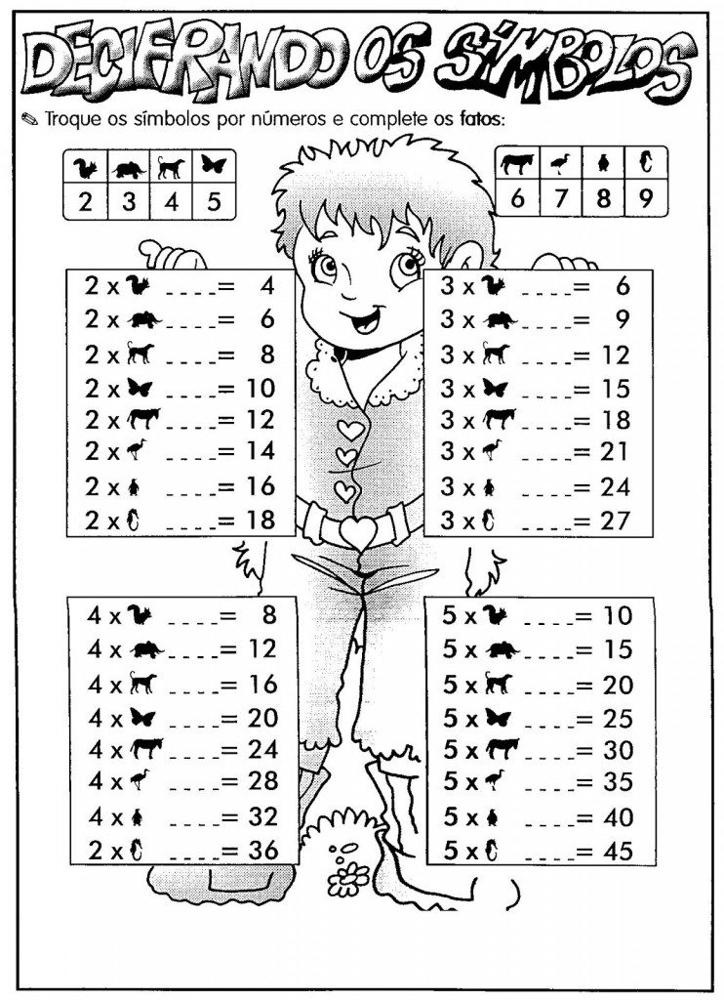 DECIFRANDO OS SÍMBOLOS
✎ Troque os símbolos por números e complete os fatos:
2 3 4 5
6 7 8 9
2 x ____= 4
2 x ____= 6
2 x ____= 8
2 x ____= 10
2 x ____= 12
2 x ____= 14
2 x ____= 16
2 x ____= 18
3 x ____= 6
3 x ____= 9
3 x ____= 12
3 x ____= 15
3 x ____= 18
3 x ____= 21
3 x ____= 24
3 x ____= 27
4 x ____= 8
4 x ____= 12
4 x ____= 16
4 x ____= 20
4 x ____= 24
4 x ____= 28
4 x ____= 32
2 x ____= 36
5 x ____= 10
5 x ____= 15
5 x ____= 20
5 x ____= 25
5 x ____= 30
5 x ____= 35
5 x ____= 40
5 x ____= 45